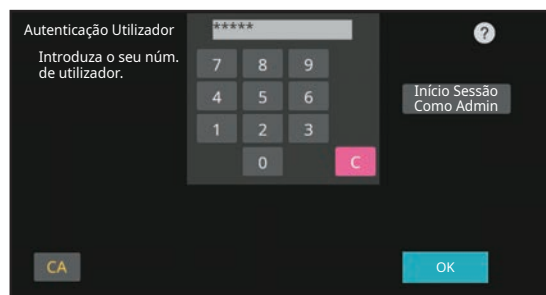 Autenticação Utilizador
*****
?
Introduza o seu núm.
de utilizador.
7 8 9
4 5 6
1 2 3
0 C
Início Sessão
Como Admin
CA
OK